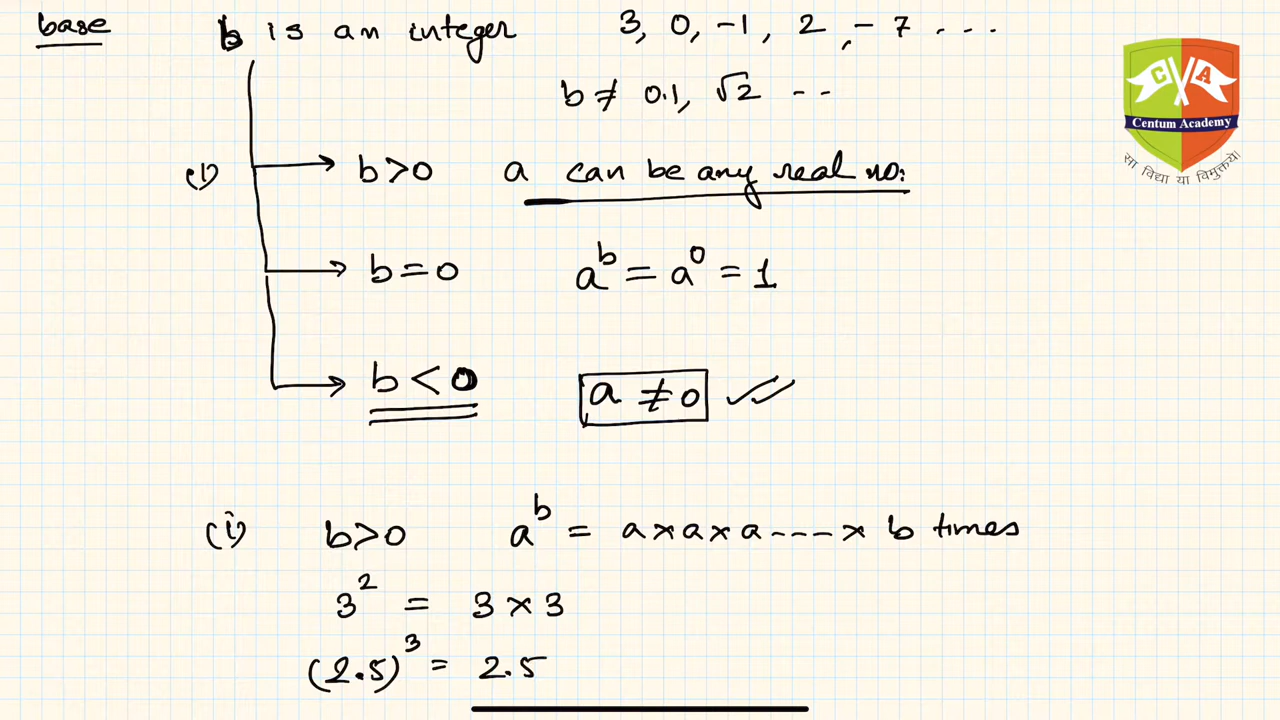 base b is an integer 3, 0, -1, 2, -7 ...
b ≠ 0.1, √2 --
CA
Centum Academy
सा विद्या या विमुक्तये
(i) b>0 a can be any real no.
b=0 a^b = a^0 = 1
b < 0 a ≠ 0
(i) b>0 a^b = a×a×a----× b times
3^2 = 3×3
(2.5)^3 = 2.5